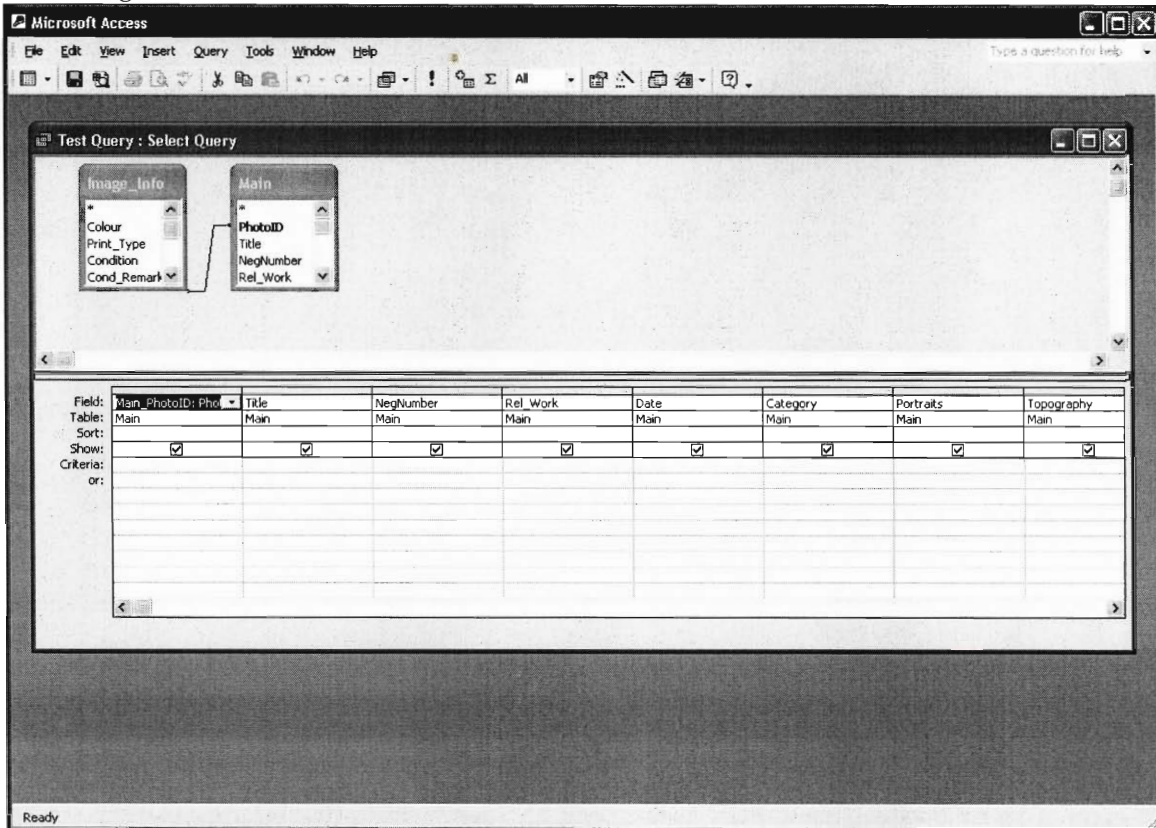 Microsoft Access
File Edit View Insert Query Tools Window Help Type a question for help
Σ All
Test Query : Select Query
Image_Info Main
* *
Colour PhotoID
Print_Type Title
Condition NegNumber
Cond_Remark Rel_Work
Field: Main_PhotoID: Pho Title NegNumber Rel_Work Date Category Portraits Topography
Table: Main Main Main Main Main Main Main Main
Sort:
Show:
Criteria:
or:
Ready